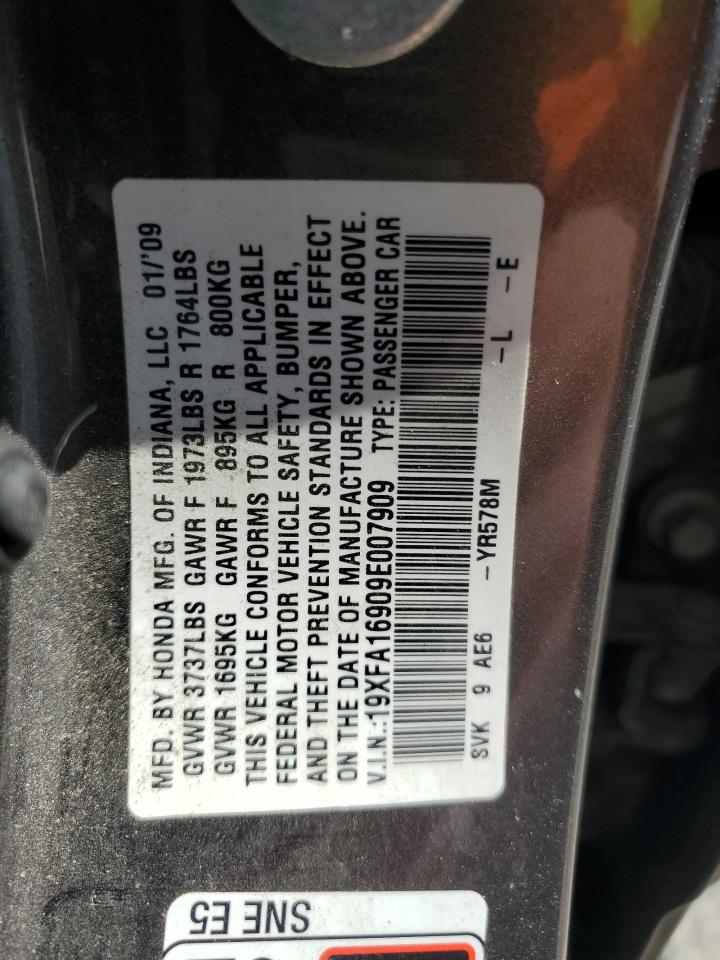 MFD. BY HONDA MFG. OF INDIANA, LLC 01/'09
GVWR 3737LBS GAWR F 1973LBS R 1764LBS
GVWR 1695KG GAWR F 895KG R 800KG
THIS VEHICLE CONFORMS TO ALL APPLICABLE
FEDERAL MOTOR VEHICLE SAFETY, BUMPER,
AND THEFT PREVENTION STANDARDS IN EFFECT
ON THE DATE OF MANUFACTURE SHOWN ABOVE.
V.I.N.:19XFA16909E007909 TYPE: PASSENGER CAR
SVK 9 AE6 -YR578M -L -E
SNE E5